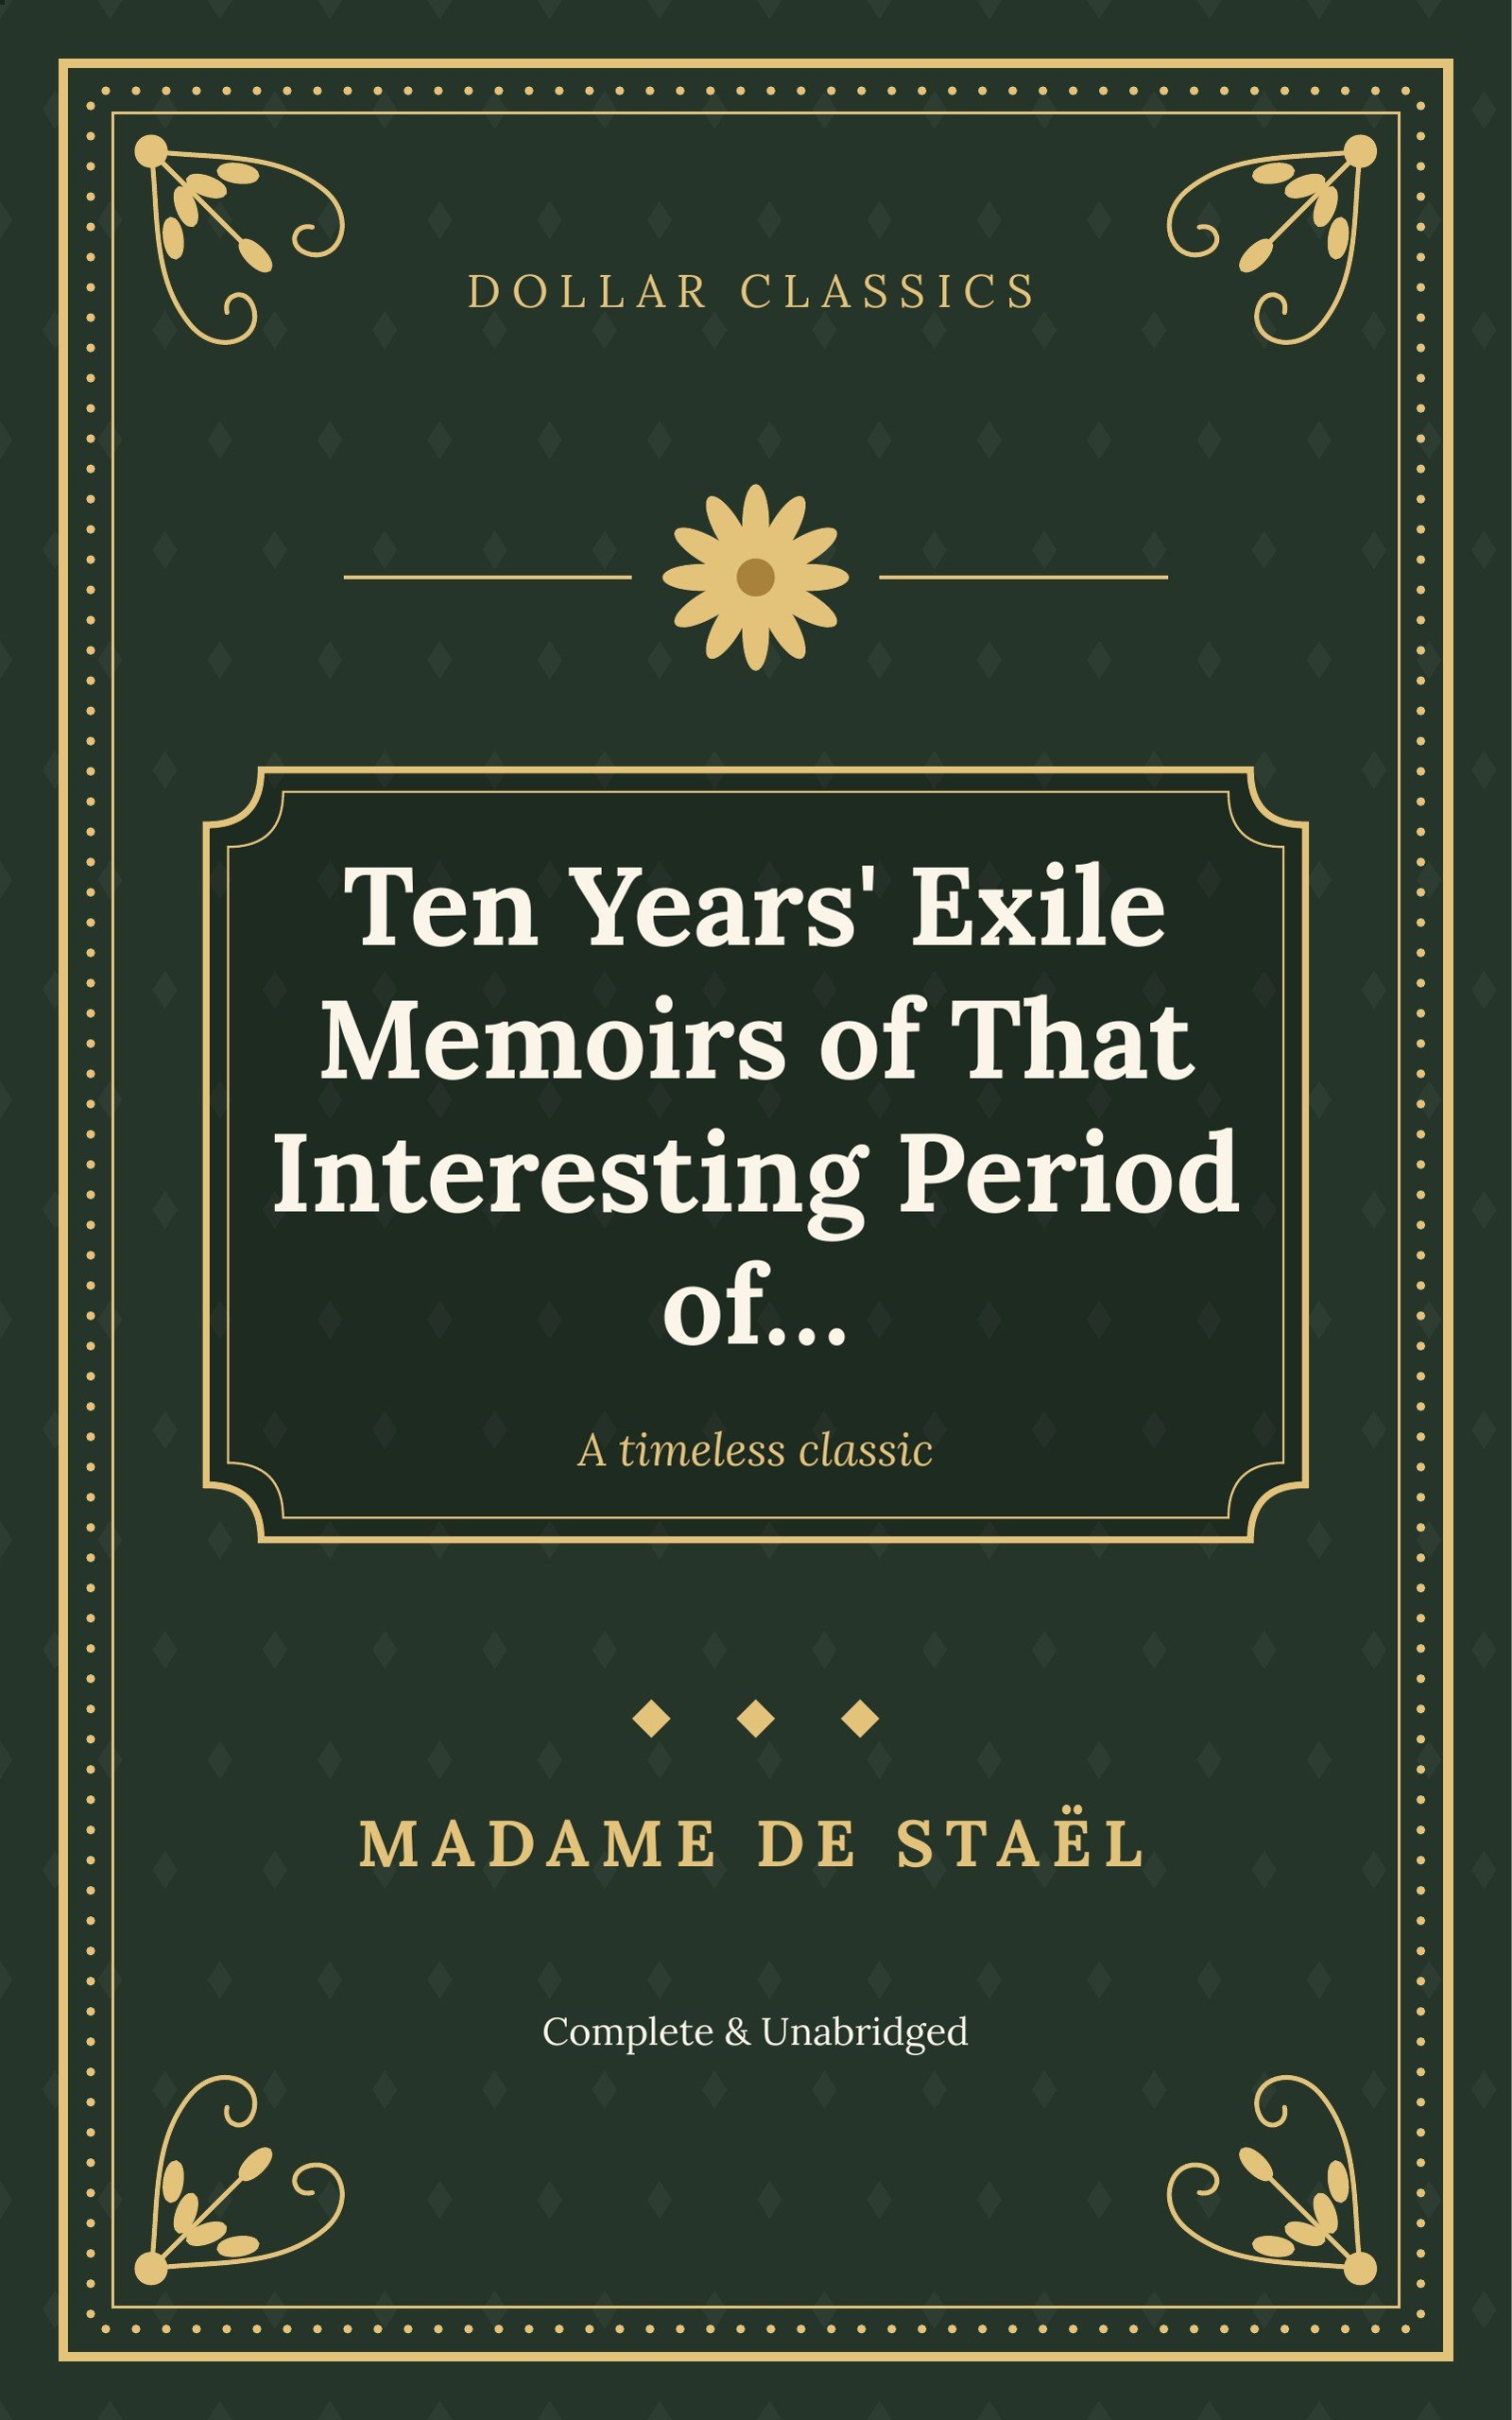 DOLLAR CLASSICS
Ten Years' Exile
Memoirs of That
Interesting Period
of...
A timeless classic
MADAME DE STAËL
Complete & Unabridged